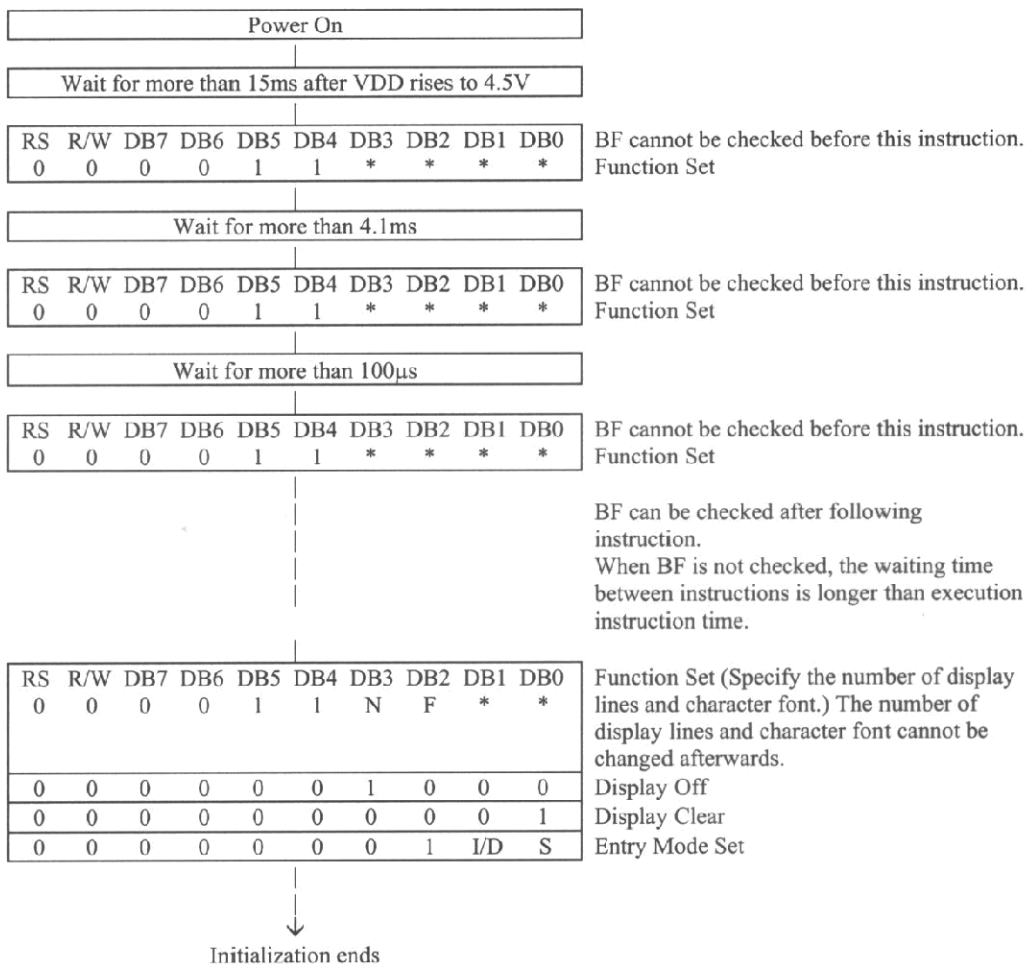 Power On
Wait for more than 15ms after VDD rises to 4.5V
RS R/W DB7 DB6 DB5 DB4 DB3 DB2 DB1 DB0 BF cannot be checked before this instruction.
0 0 0 0 1 1 * * * * Function Set
Wait for more than 4.1ms
RS R/W DB7 DB6 DB5 DB4 DB3 DB2 DB1 DB0 BF cannot be checked before this instruction.
0 0 0 0 1 1 * * * * Function Set
Wait for more than 100μs
RS R/W DB7 DB6 DB5 DB4 DB3 DB2 DB1 DB0 BF cannot be checked before this instruction.
0 0 0 0 1 1 * * * * Function Set
BF can be checked after following
instruction.
When BF is not checked, the waiting time
between instructions is longer than execution
instruction time.
RS R/W DB7 DB6 DB5 DB4 DB3 DB2 DB1 DB0 Function Set (Specify the number of display
0 0 0 0 1 1 N F * * lines and character font.) The number of
display lines and character font cannot be
changed afterwards.
0 0 0 0 0 0 1 0 0 0 Display Off
0 0 0 0 0 0 0 0 0 1 Display Clear
0 0 0 0 0 0 0 1 I/D S Entry Mode Set
Initialization ends